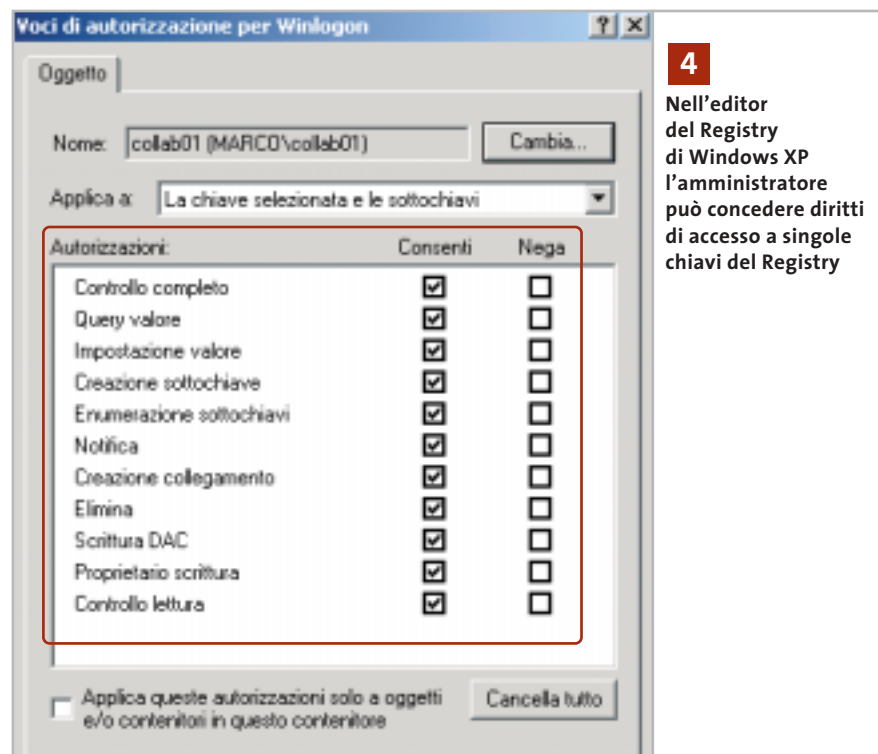 Voci di autorizzazione per Winlogon
Oggetto
Nome: collab01 (MARCO\collab01) Cambia...
Applica a: La chiave selezionata e le sottochiavi
Autorizzazioni: Consenti Nega
Controllo completo
Query valore
Impostazione valore
Creazione sottochiave
Enumerazione sottochiavi
Notifica
Creazione collegamento
Elimina
Scrittura DAC
Proprietario scrittura
Controllo lettura
Applica queste autorizzazioni solo a oggetti
e/o contenitori in questo contenitore
Cancella tutto
4
Nell'editor
del Registry
di Windows XP
l'amministratore
può concedere diritti
di accesso a singole
chiavi del Registry